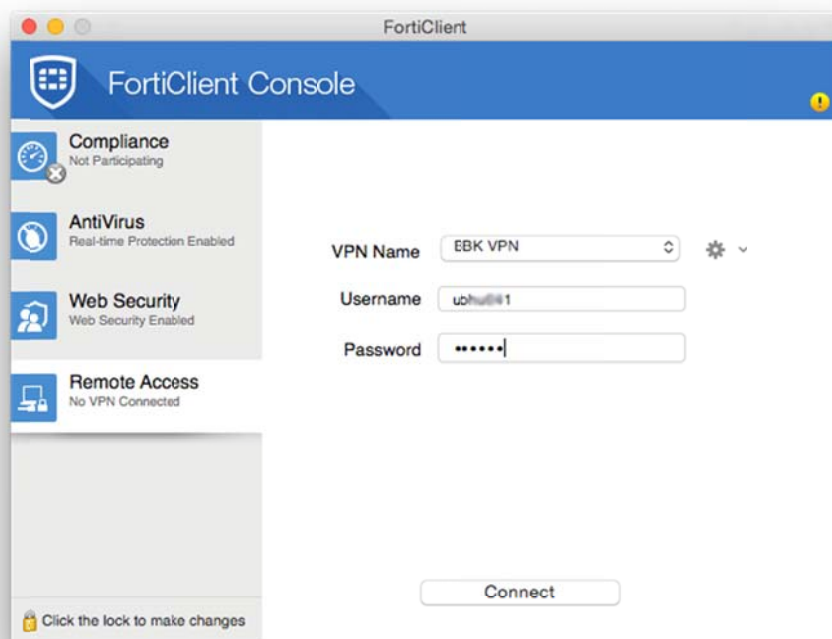 FortiClient
FortiClient Console
Compliance
Not Participating
AntiVirus
Real-time Protection Enabled
Web Security
Web Security Enabled
Remote Access
No VPN Connected
VPN Name
EBK VPN
Username
Password
••••••
Connect
Click the lock to make changes